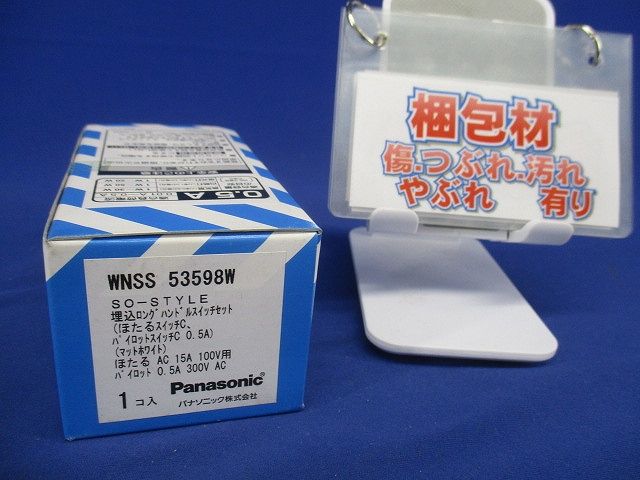 0.5A
WNSS 53598W
SO-STYLE
埋込ロングハンドルスイッチセット
(ほたるスイッチC、
パイロットスイッチC 0.5A)
(マットホワイト)
ほたる AC 15A 100V用
パイロット 0.5A 300V AC
1コ入
Panasonic
パナソニック株式会社
梱包材
傷.つぶれ.汚れ
やぶれ 有り